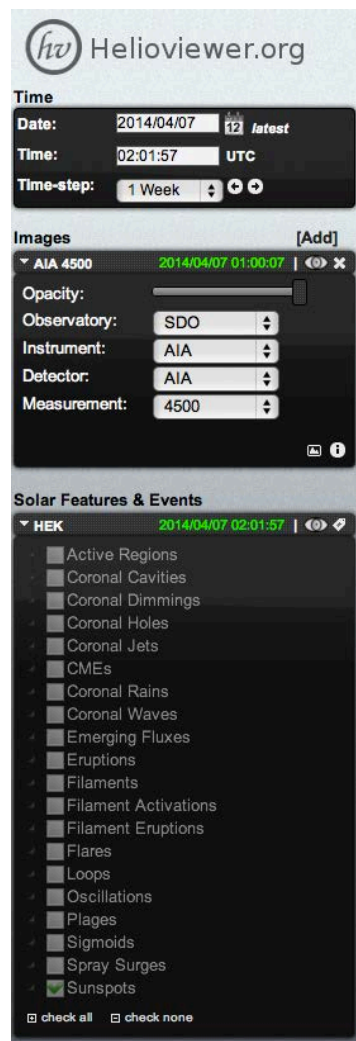 hv Helioviewer.org
Time
Date: 2014/04/07 12 latest
Time: 02:01:57 UTC
Time-step: 1 Week
Images [Add]
AIA 4500 2014/04/07 01:00:07 |
Opacity:
Observatory: SDO
Instrument: AIA
Detector: AIA
Measurement: 4500
Solar Features & Events
HEK 2014/04/07 02:01:57 |
Active Regions
Coronal Cavities
Coronal Dimmings
Coronal Holes
Coronal Jets
CMEs
Coronal Rains
Coronal Waves
Emerging Fluxes
Eruptions
Filaments
Filament Activations
Filament Eruptions
Flares
Loops
Oscillations
Plages
Sigmoids
Spray Surges
Sunspots
check all check none